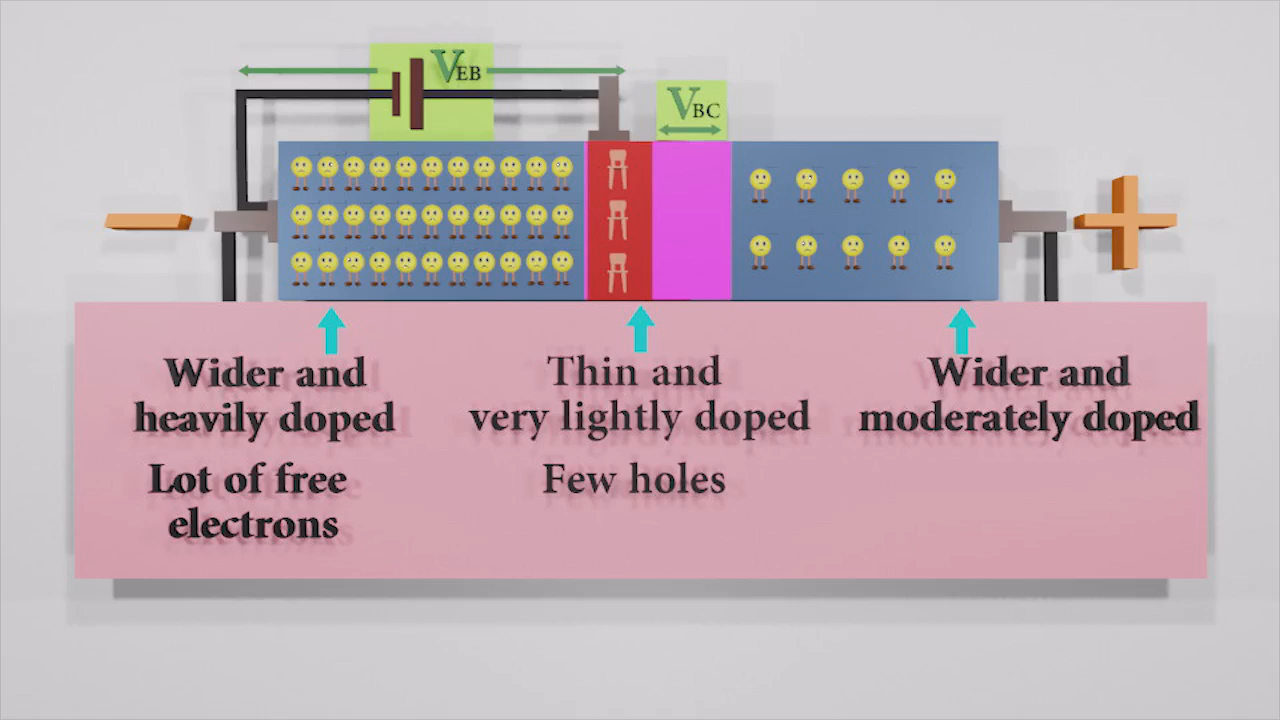 VEB
VBC
Wider and
heavily doped
Lot of free
electrons
Thin and
very lightly doped
Few holes
Wider and
moderately doped